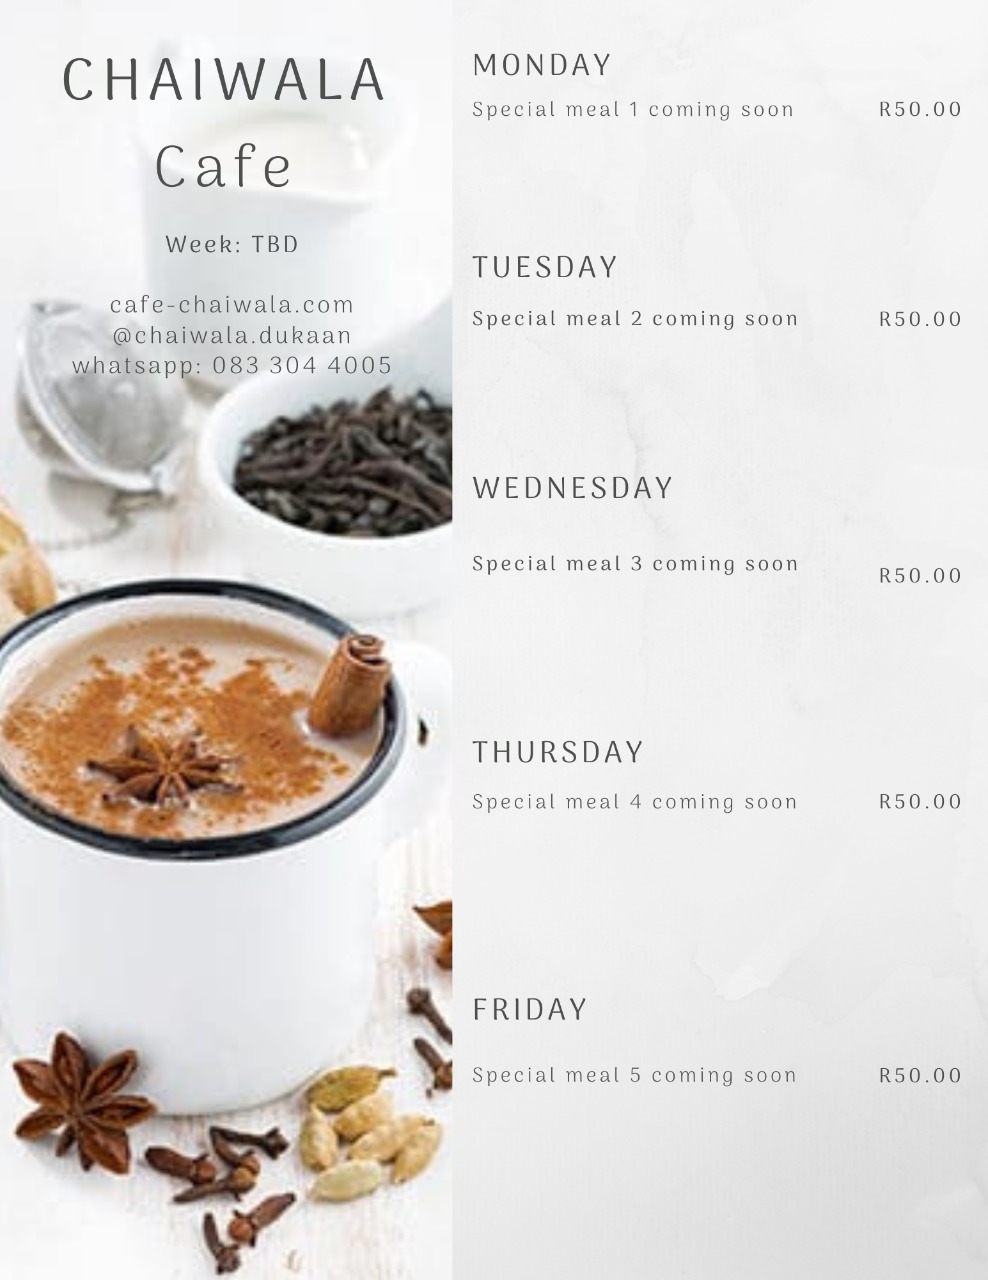 CHAIWALA
Cafe
Week: TBD
cafe-chaiwala.com
@chaiwala.dukaan
whatsapp: 083 304 4005
MONDAY
Special meal 1 coming soon R50.00
TUESDAY
Special meal 2 coming soon R50.00
WEDNESDAY
Special meal 3 coming soon R50.00
THURSDAY
Special meal 4 coming soon R50.00
FRIDAY
Special meal 5 coming soon R50.00